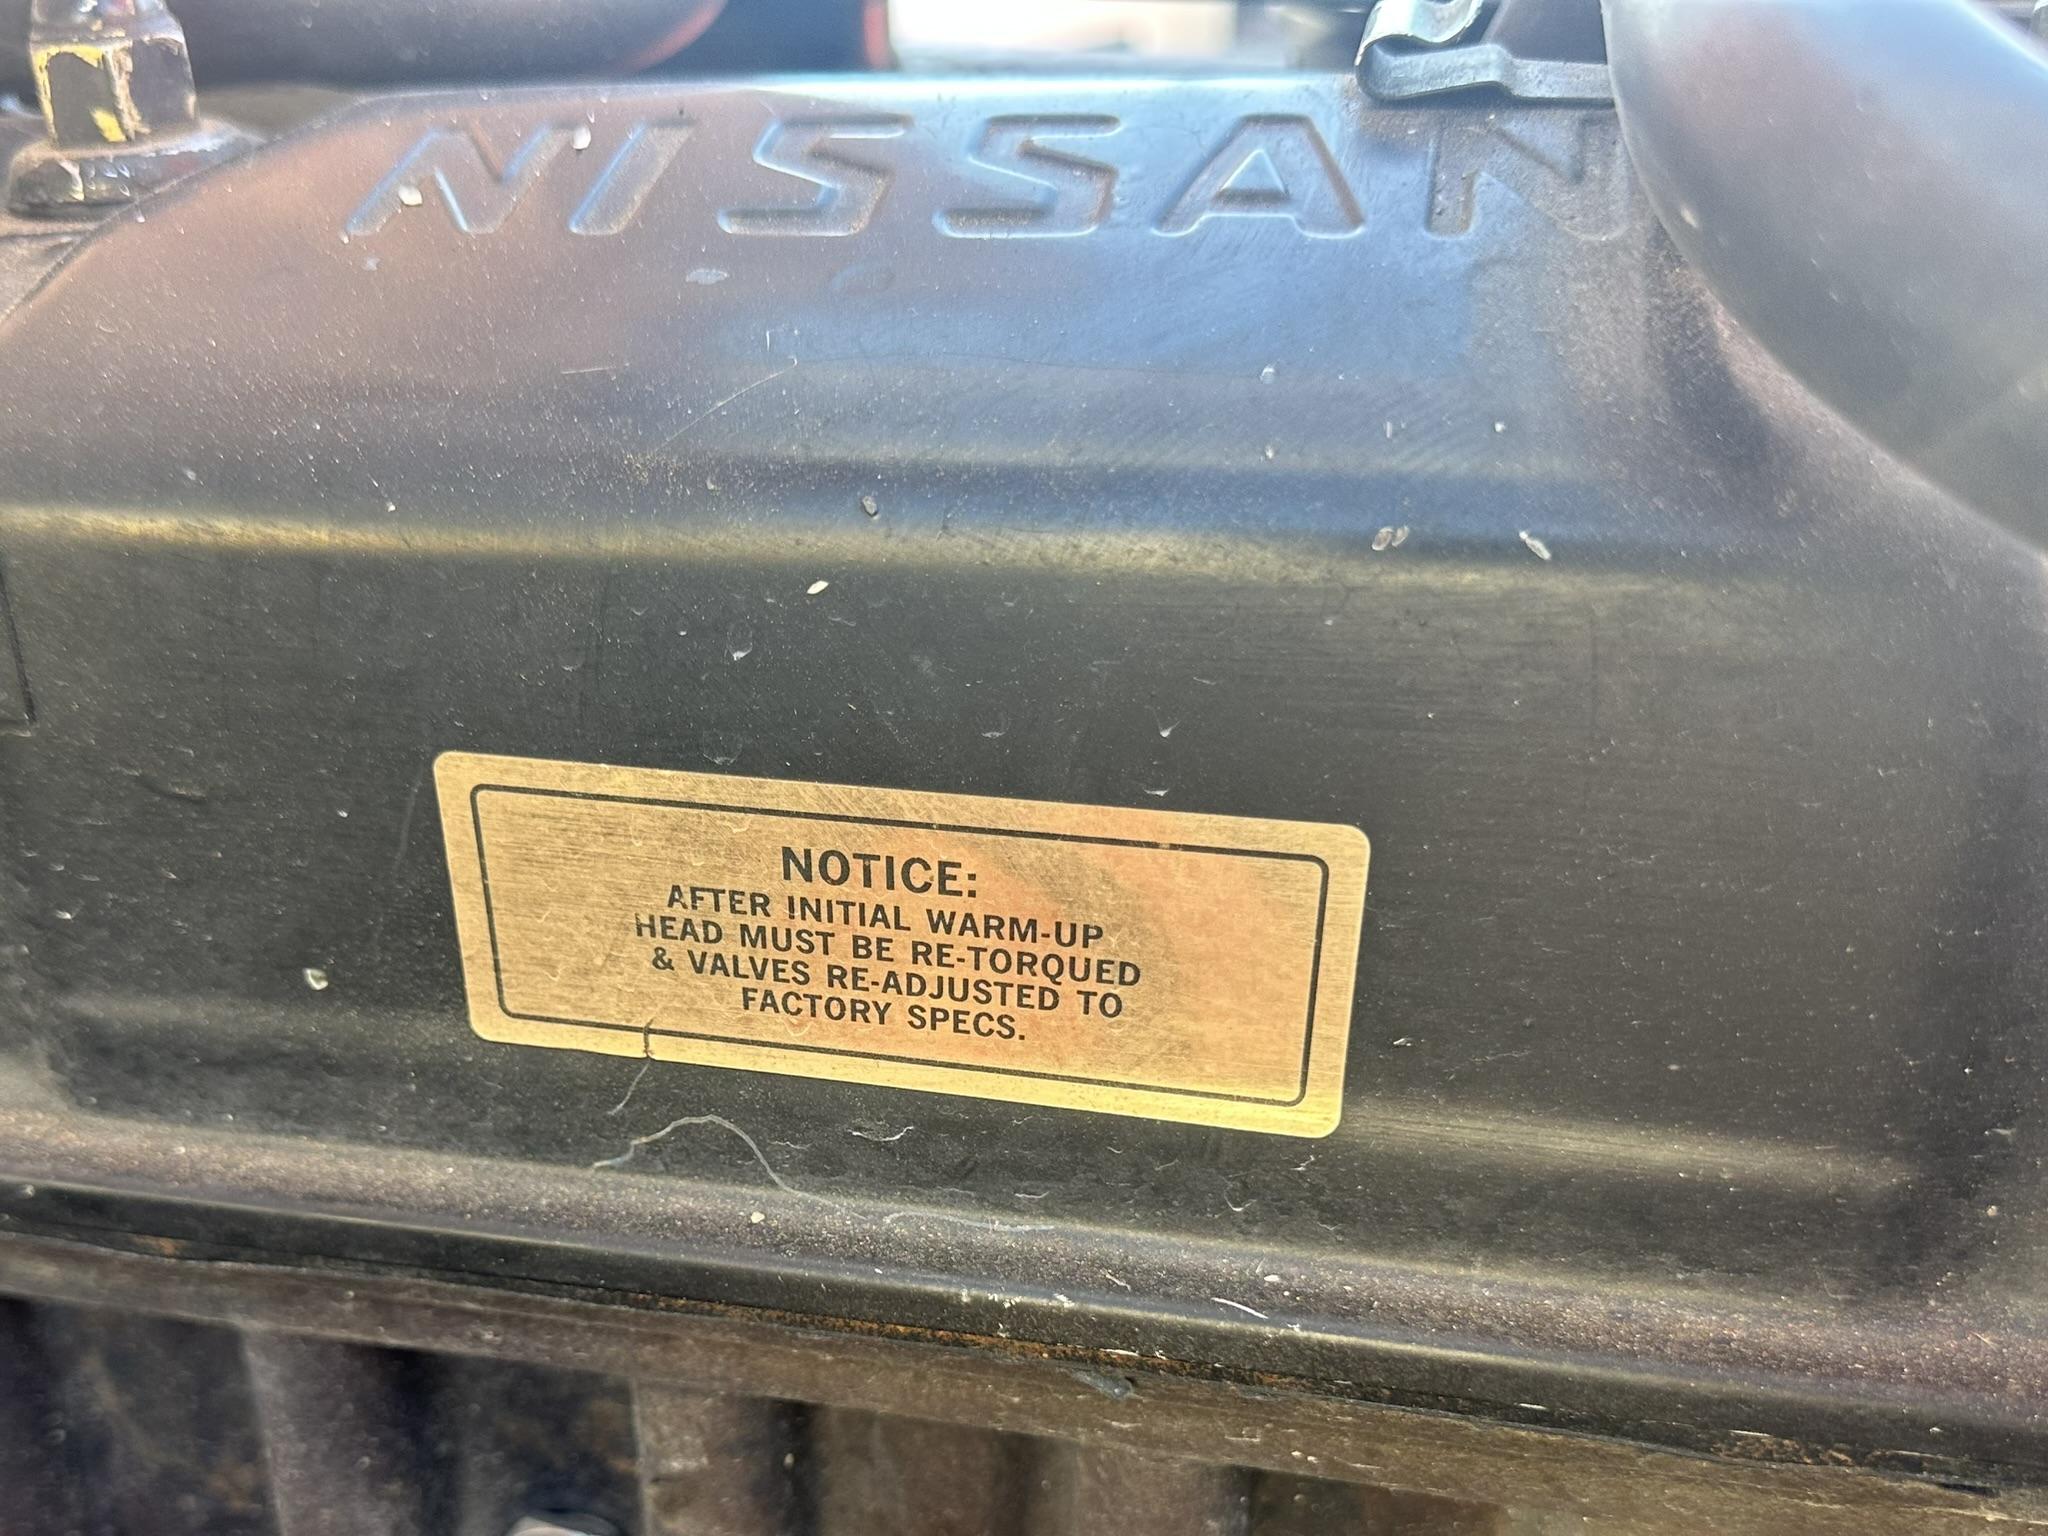 NISSAN
NOTICE:
AFTER INITIAL WARM-UP
HEAD MUST BE RE-TORQUED
& VALVES RE-ADJUSTED TO
FACTORY SPECS.